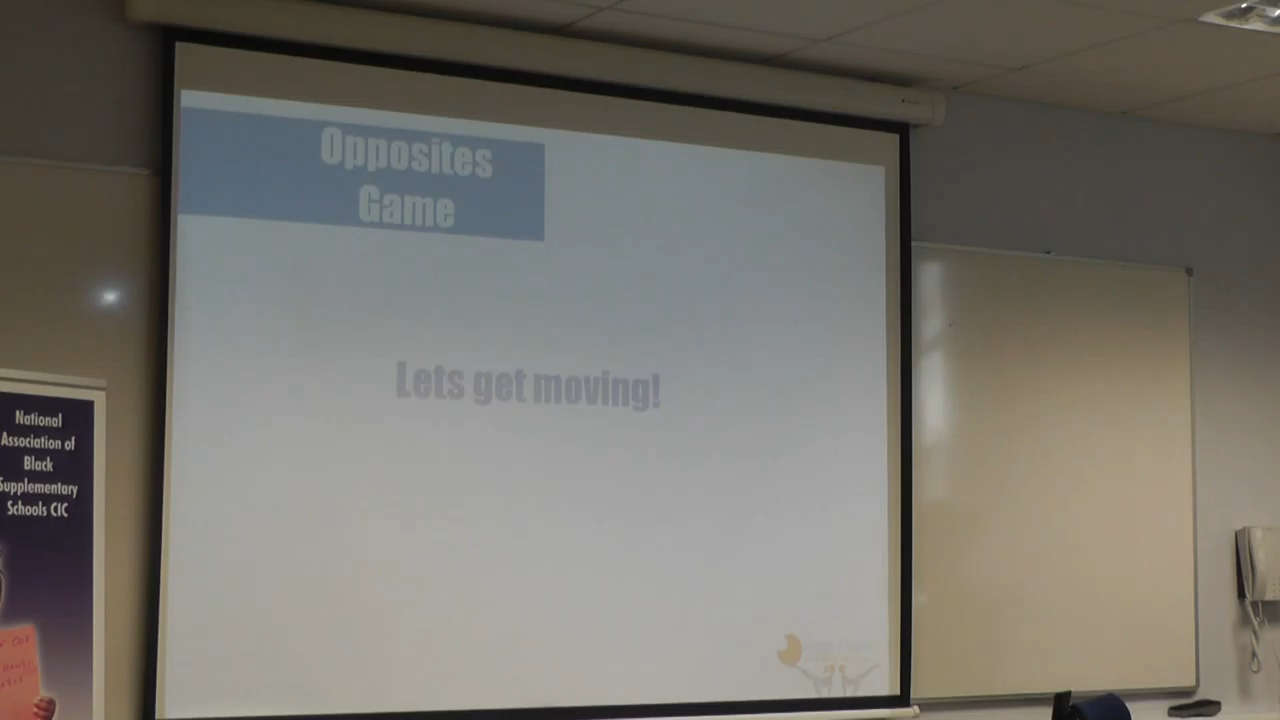 Opposites
Game
Lets get moving!
National
Association of
Black
Supplementary
Schools CIC